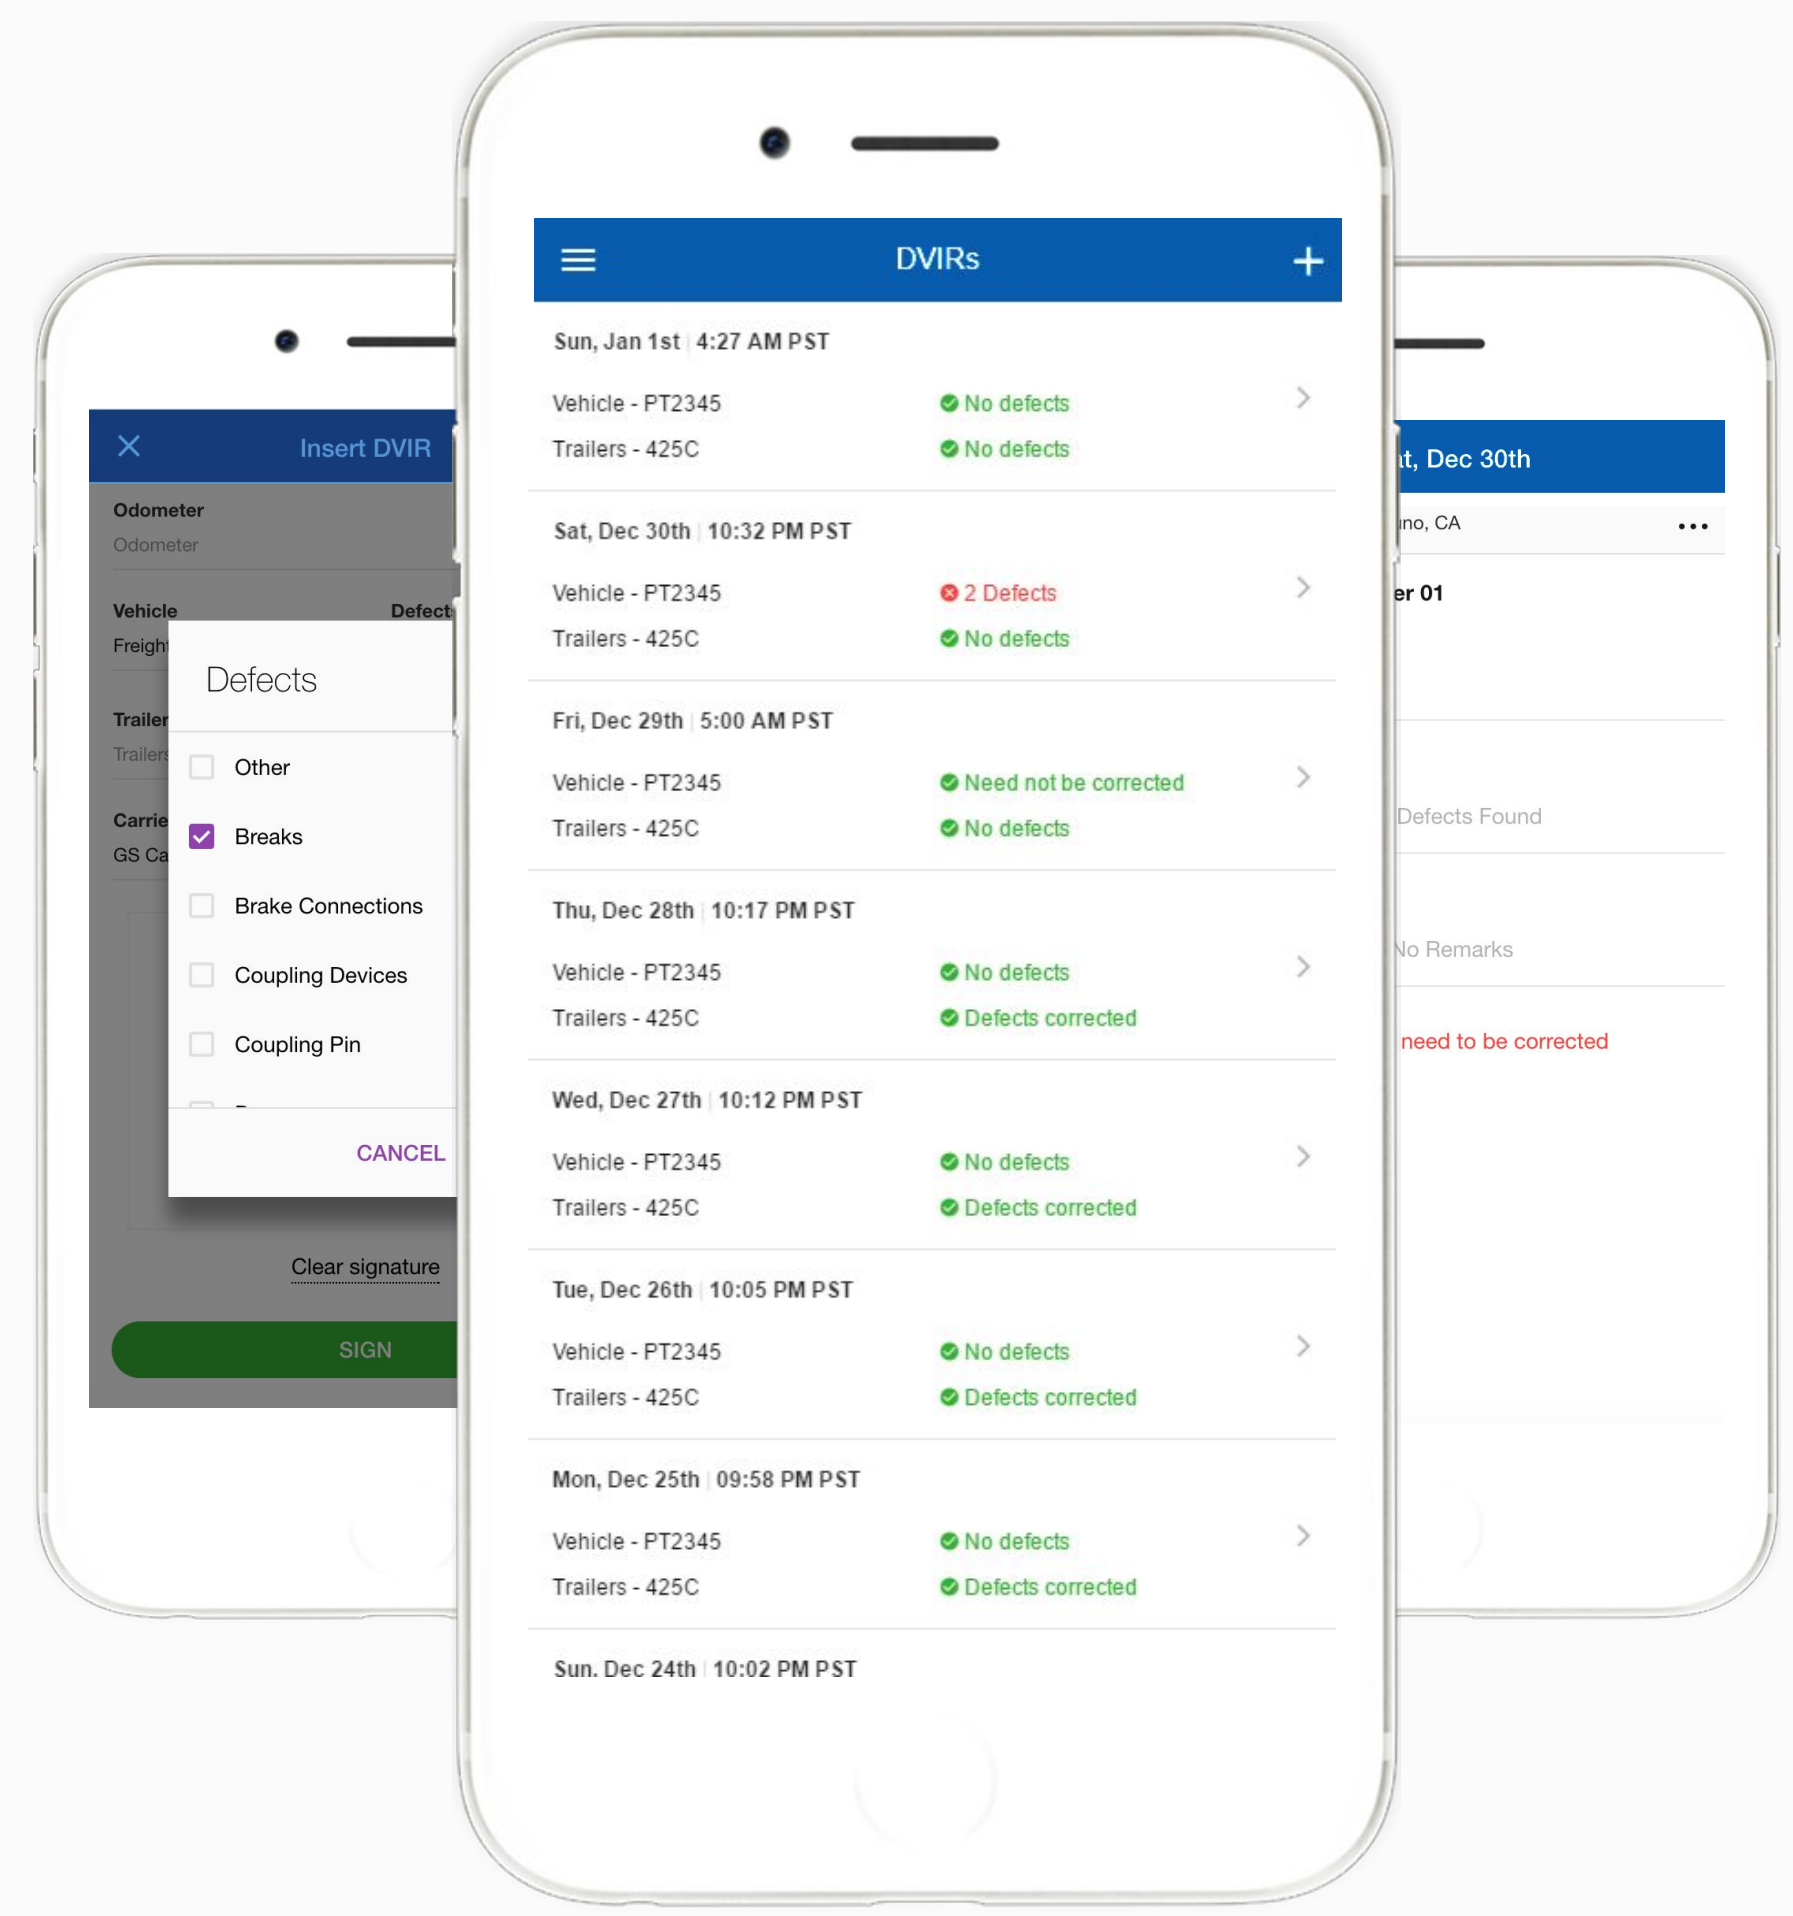 Insert DVIR
Odometer
Odometer
Vehicle Defects
Freight
Trailer
Trailers
Carrie
GS Ca
Defects
Other
Breaks
Brake Connections
Coupling Devices
Coupling Pin
CANCEL
Clear signature
SIGN
DVIRs
Sun, Jan 1st | 4:27 AM PST
Vehicle - PT2345 No defects
Trailers - 425C No defects
Sat, Dec 30th | 10:32 PM PST
Vehicle - PT2345 2 Defects
Trailers - 425C No defects
Fri, Dec 29th | 5:00 AM PST
Vehicle - PT2345 Need not be corrected
Trailers - 425C No defects
Thu, Dec 28th | 10:17 PM PST
Vehicle - PT2345 No defects
Trailers - 425C Defects corrected
Wed, Dec 27th | 10:12 PM PST
Vehicle - PT2345 No defects
Trailers - 425C Defects corrected
Tue, Dec 26th | 10:05 PM PST
Vehicle - PT2345 No defects
Trailers - 425C Defects corrected
Mon, Dec 25th | 09:58 PM PST
Vehicle - PT2345 No defects
Trailers - 425C Defects corrected
Sun, Dec 24th | 10:02 PM PST
at, Dec 30th
uno, CA
er 01
Defects Found
No Remarks
need to be corrected